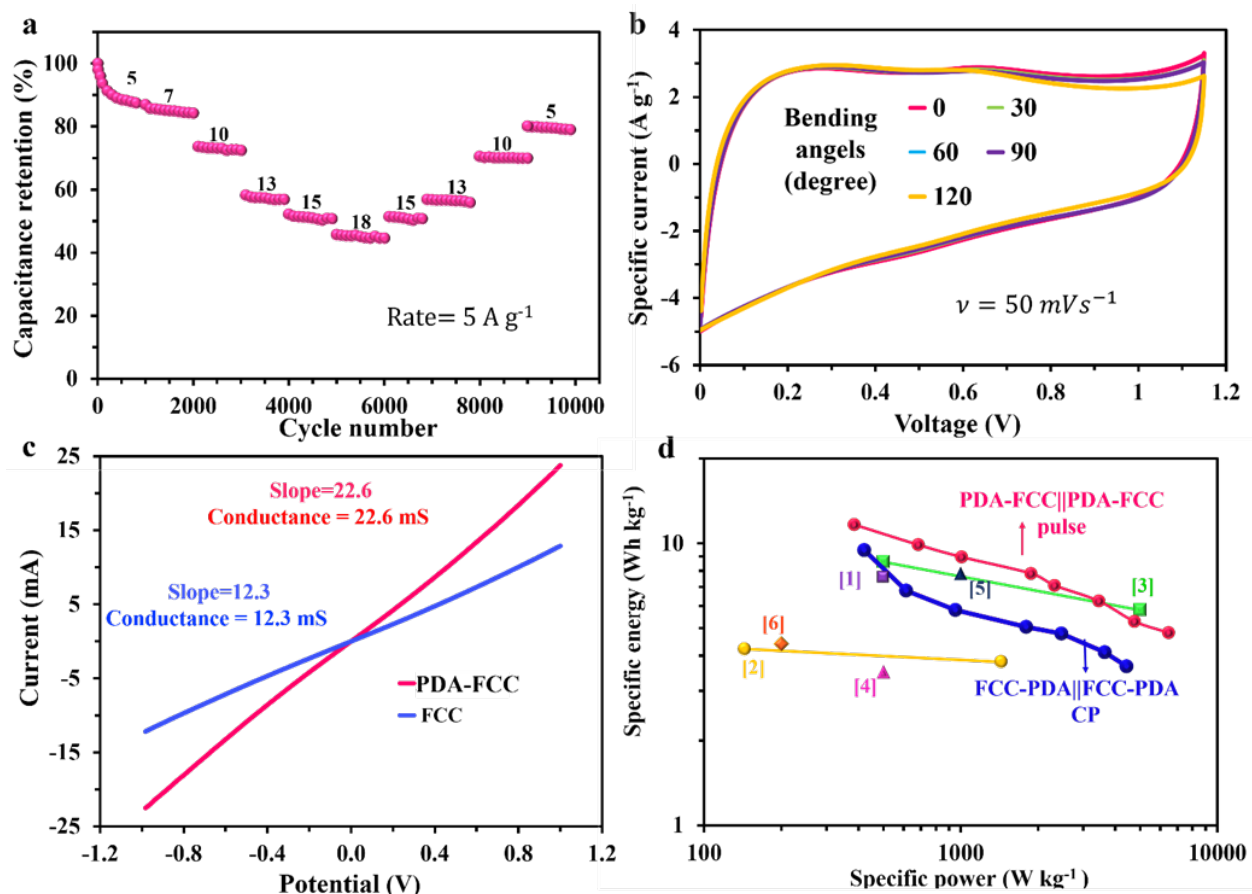 a
Capacitance retention (%)
100
80
60
40
20
0
5
7
10
13
15
18
15
13
10
5
Rate= 5 A g-1
0
2000
4000
6000
8000
10000
Cycle number
b
Specific current (A g-1)
4
2
0
-2
-4
-6
Bending
angels
(degree)
0
30
60
90
120
ν = 50 mVs−1
0
0.2
0.4
0.6
0.8
1
1.2
Voltage (V)
c
Current (mA)
25
15
5
-5
-15
-25
Slope=22.6
Conductance = 22.6 mS
Slope=12.3
Conductance = 12.3 mS
PDA-FCC
FCC
-1.2
-0.8
-0.4
0.0
0.4
0.8
1.2
Potential (V)
d
Specific energy (Wh kg-1)
10
1
PDA-FCC||PDA-FCC
pulse
[1]
[5]
[3]
[6]
[2]
[4]
FCC-PDA||FCC-PDA
CP
100
1000
10000
Specific power (W kg-1)